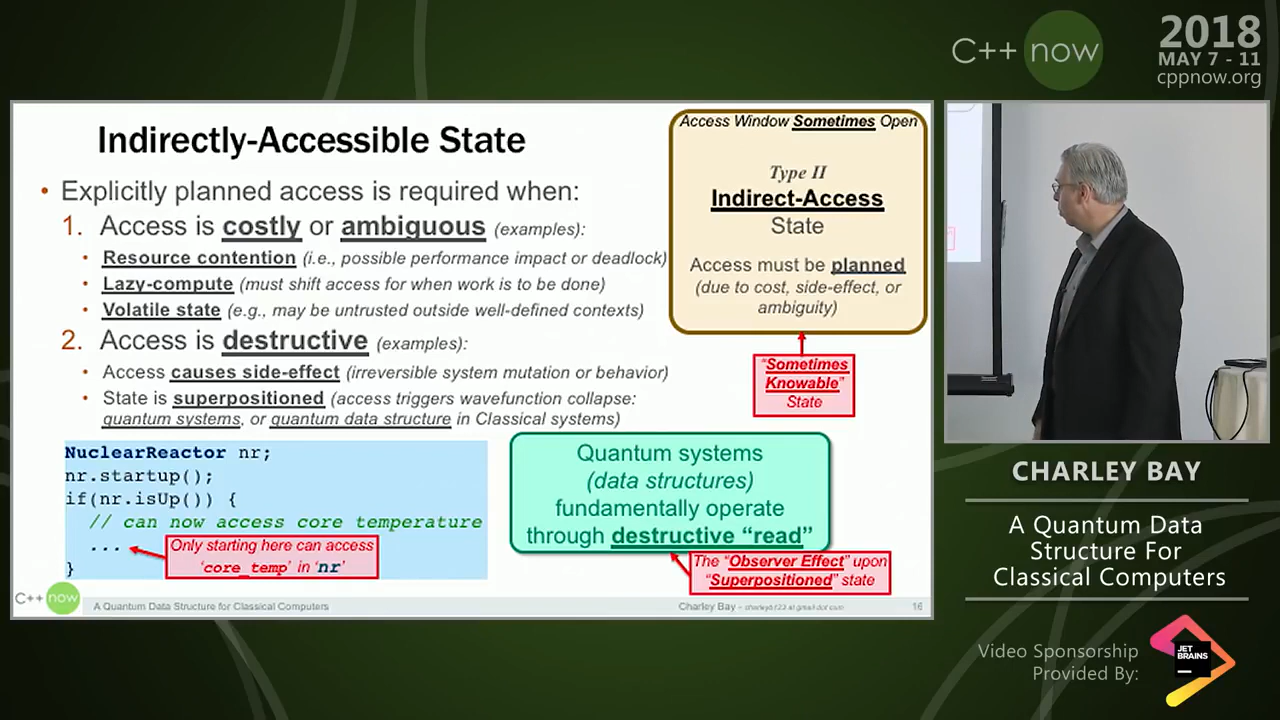 C++ now
2018
MAY 7 - 11
cppnow.org
Indirectly-Accessible State
• Explicitly planned access is required when:
1. Access is costly or ambiguous (examples):
• Resource contention (i.e., possible performance impact or deadlock)
• Lazy-compute (must shift access for when work is to be done)
• Volatile state (e.g., may be untrusted outside well-defined contexts)
2. Access is destructive (examples):
• Access causes side-effect (irreversible system mutation or behavior)
• State is superpositioned (access triggers wavefunction collapse:
quantum systems, or quantum data structure in Classical systems)
Access Window Sometimes Open
Type II
Indirect-Access
State
Access must be planned
(due to cost, side-effect, or
ambiguity)
"Sometimes
Knowable"
State
NuclearReactor nr;
nr.startup();
if(nr.isUp()) {
// can now access core temperature
...
}
Only starting here can access
'core_temp' in 'nr'
Quantum systems
(data structures)
fundamentally operate
through destructive "read"
The "Observer Effect" upon
"Superpositioned" state
C++ now
A Quantum Data Structure for Classical Computers
Charley Bay – charleyb123 at gmail dot com
16
CHARLEY BAY
A Quantum Data
Structure For
Classical Computers
Video Sponsorship
Provided By:
JET
BRAINS